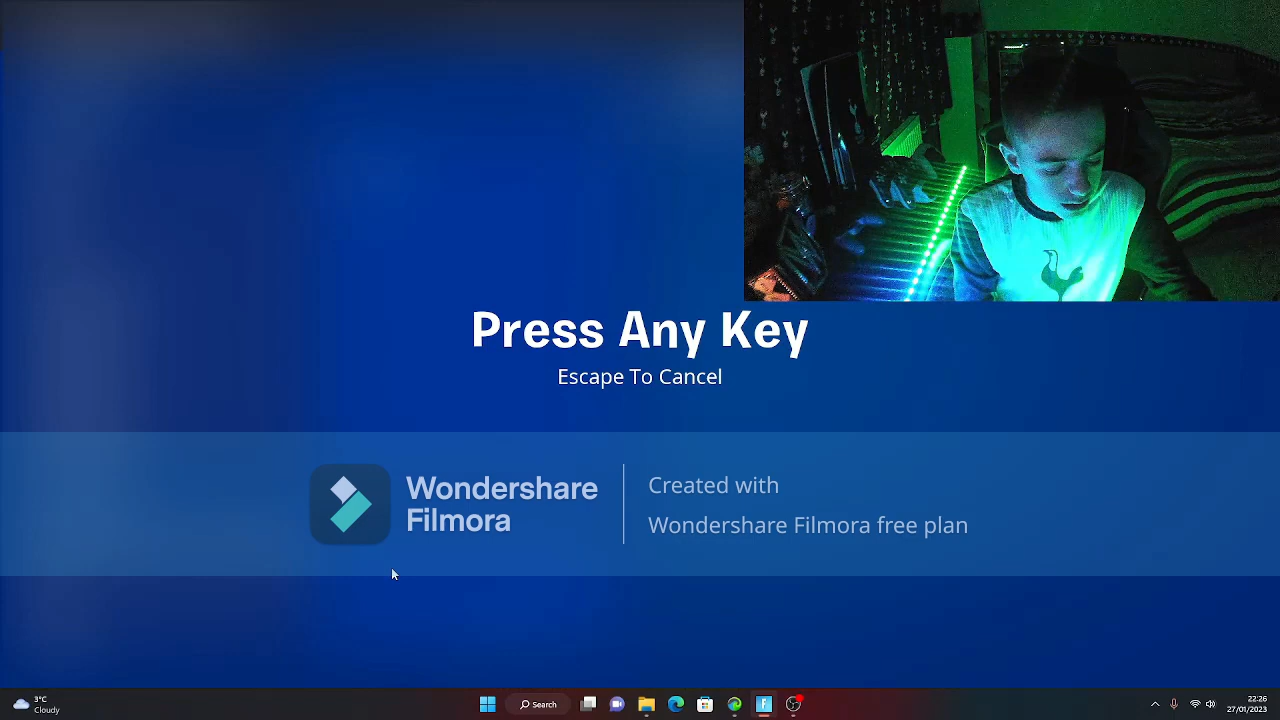 Press Any Key
Escape To Cancel
Wondershare
Filmora
Created with
Wondershare Filmora free plan
3°C
Cloudy
Search
22:26
27/01/2023